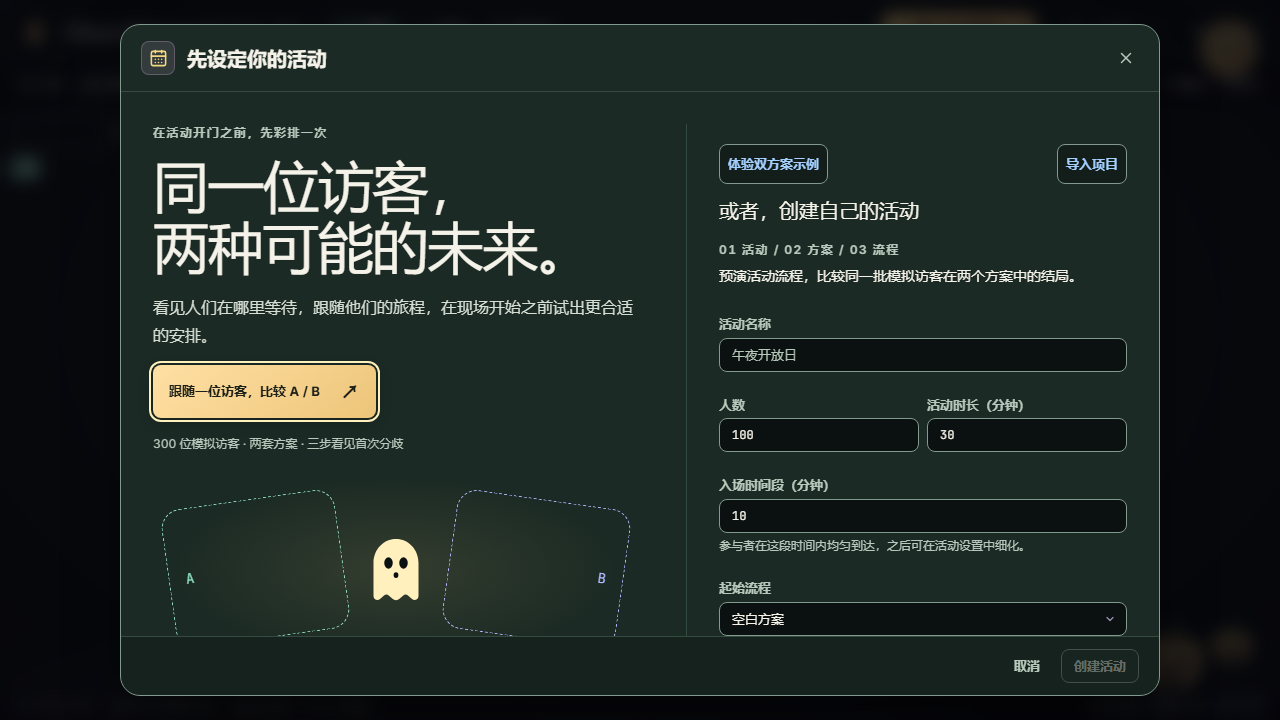 先设定你的活动
在活动开门之前，先彩排一次
同一位访客，
两种可能的未来。
看见人们在哪里等待，跟随他们的旅程，在现场开始之前试出更合适
的安排。
跟随一位访客，比较 A / B
300 位模拟访客 · 两套方案 · 三步看见首次分歧
A
B
体验双方案示例
导入项目
或者，创建自己的活动
01 活动 / 02 方案 / 03 流程
预演活动流程，比较同一批模拟访客在两个方案中的结局。
活动名称
午夜开放日
人数
活动时长（分钟）
100
30
入场时间段（分钟）
10
参与者在这段时间内均匀到达，之后可在活动设置中细化。
起始流程
空白方案
取消
创建活动